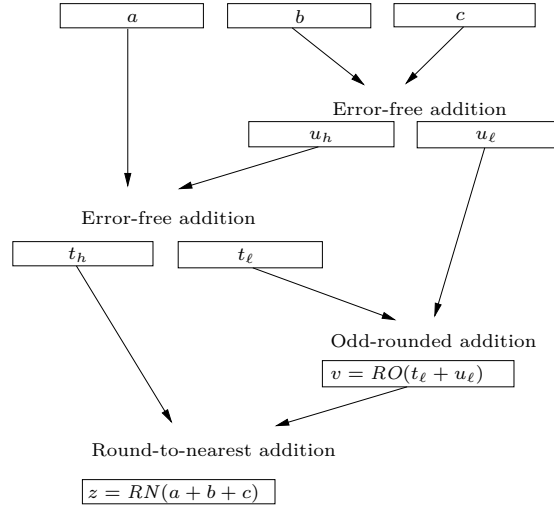 a b c
Error-free addition
u_h u_ℓ
Error-free addition
t_h t_ℓ
Odd-rounded addition
v = RO(t_ℓ + u_ℓ)
Round-to-nearest addition
z = RN(a + b + c)